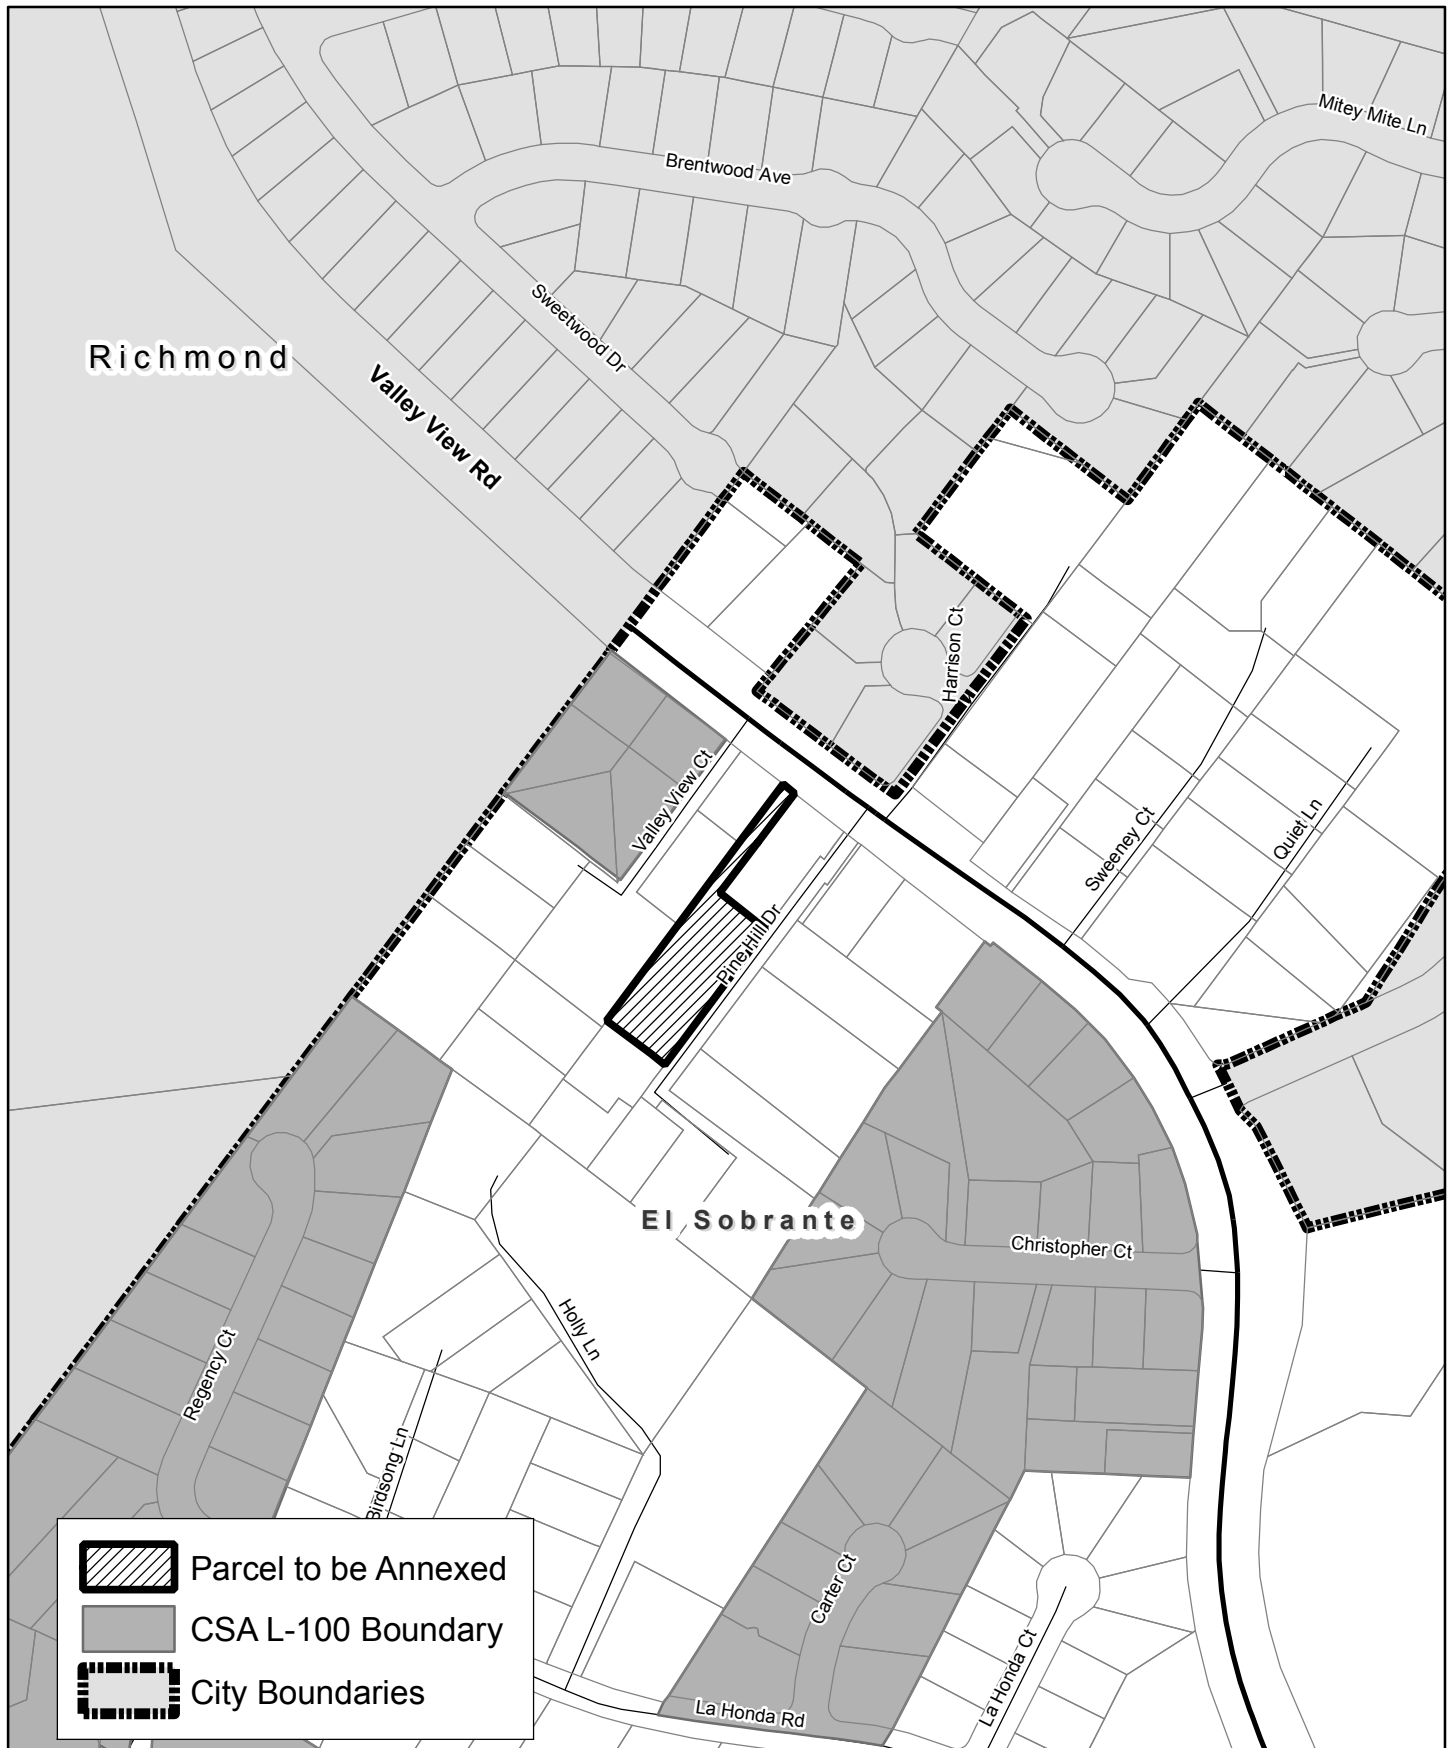 Mitey Mite Ln
Brentwood Ave
Sweetwood Dr
Richmond
Valley View Rd
Harrison Ct
Valley View Ct
Sweeney Ct
Quiet Ln
Pine Hill Dr
El Sobrante
Christopher Ct
Holly Ln
Regency Ct
Birdsong Ln
Parcel to be Annexed
CSA L-100 Boundary
City Boundaries
Carter Ct
La Honda Ct
La Honda Rd